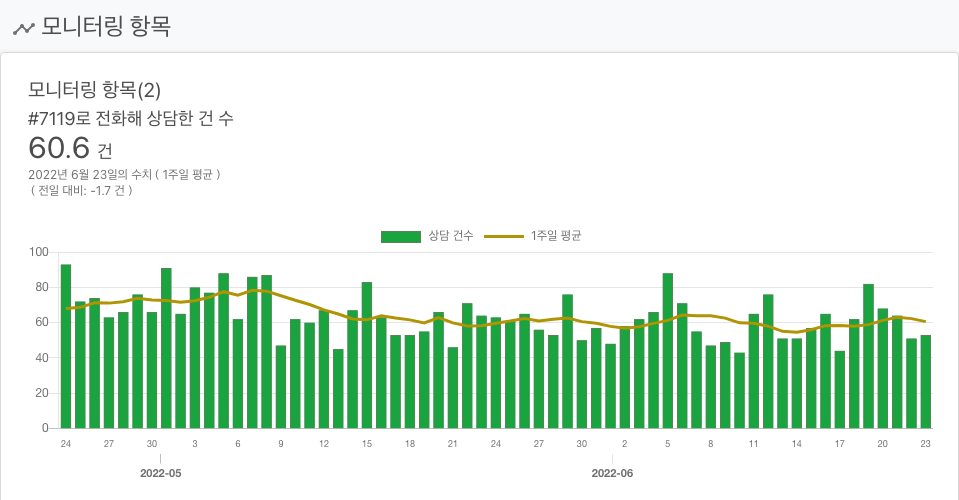 모니터링 항목
모니터링 항목(2)
#7119로 전화해 상담한 건 수
60.6 건
2022년 6월 23일의 수치 ( 1주일 평균 )
( 전일 대비: -1.7 건 )
상담 건수 1주일 평균
100
80
60
40
20
0
24 27 30 3 6 9 12 15 18 21 24 27 30 2 5 8 11 14 17 20 23
2022-05 2022-06